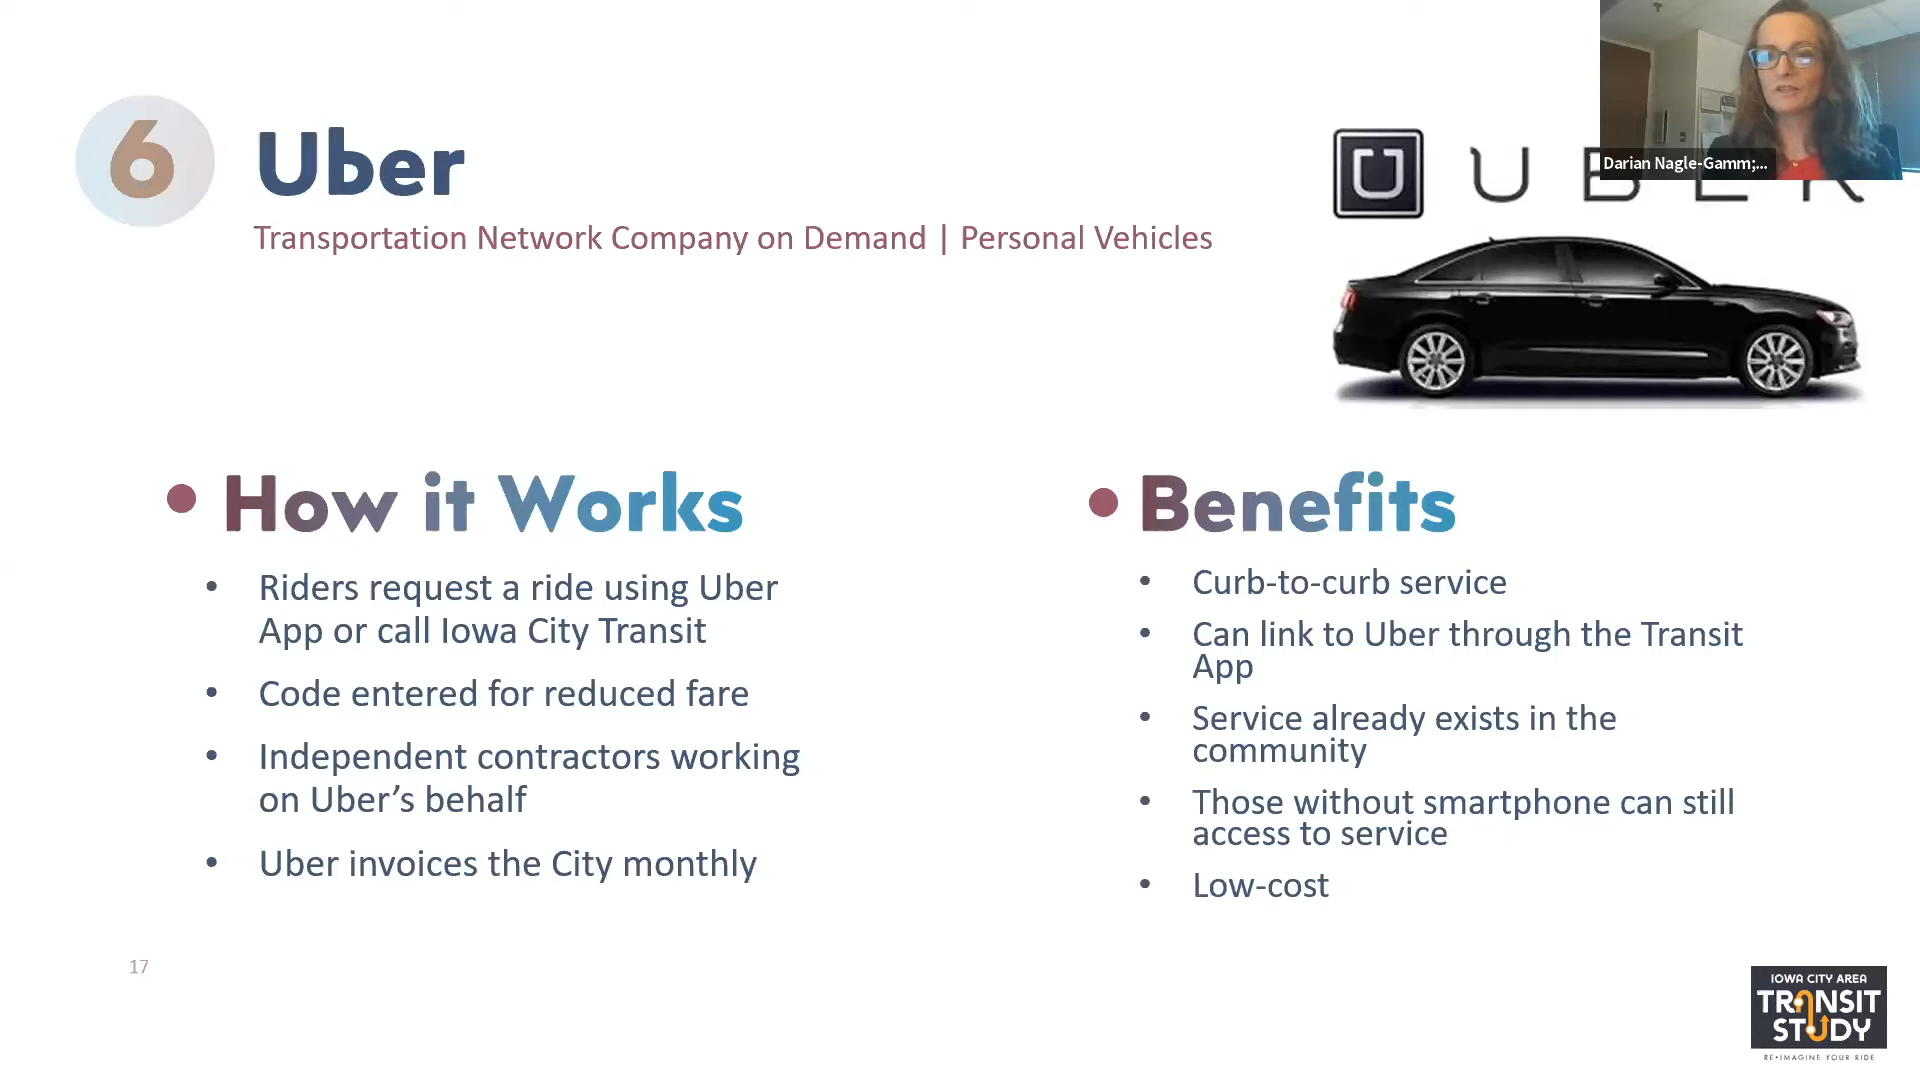 6
Uber
Transportation Network Company on Demand | Personal Vehicles
U UBER
Darian Nagle-Gamm;...
How it Works
• Riders request a ride using Uber
App or call Iowa City Transit
• Code entered for reduced fare
• Independent contractors working
on Uber’s behalf
• Uber invoices the City monthly
Benefits
• Curb-to-curb service
• Can link to Uber through the Transit
App
• Service already exists in the
community
• Those without smartphone can still
access to service
• Low-cost
17
IOWA CITY AREA
TRANSIT
STUDY
RE•IMAGINE YOUR RIDE